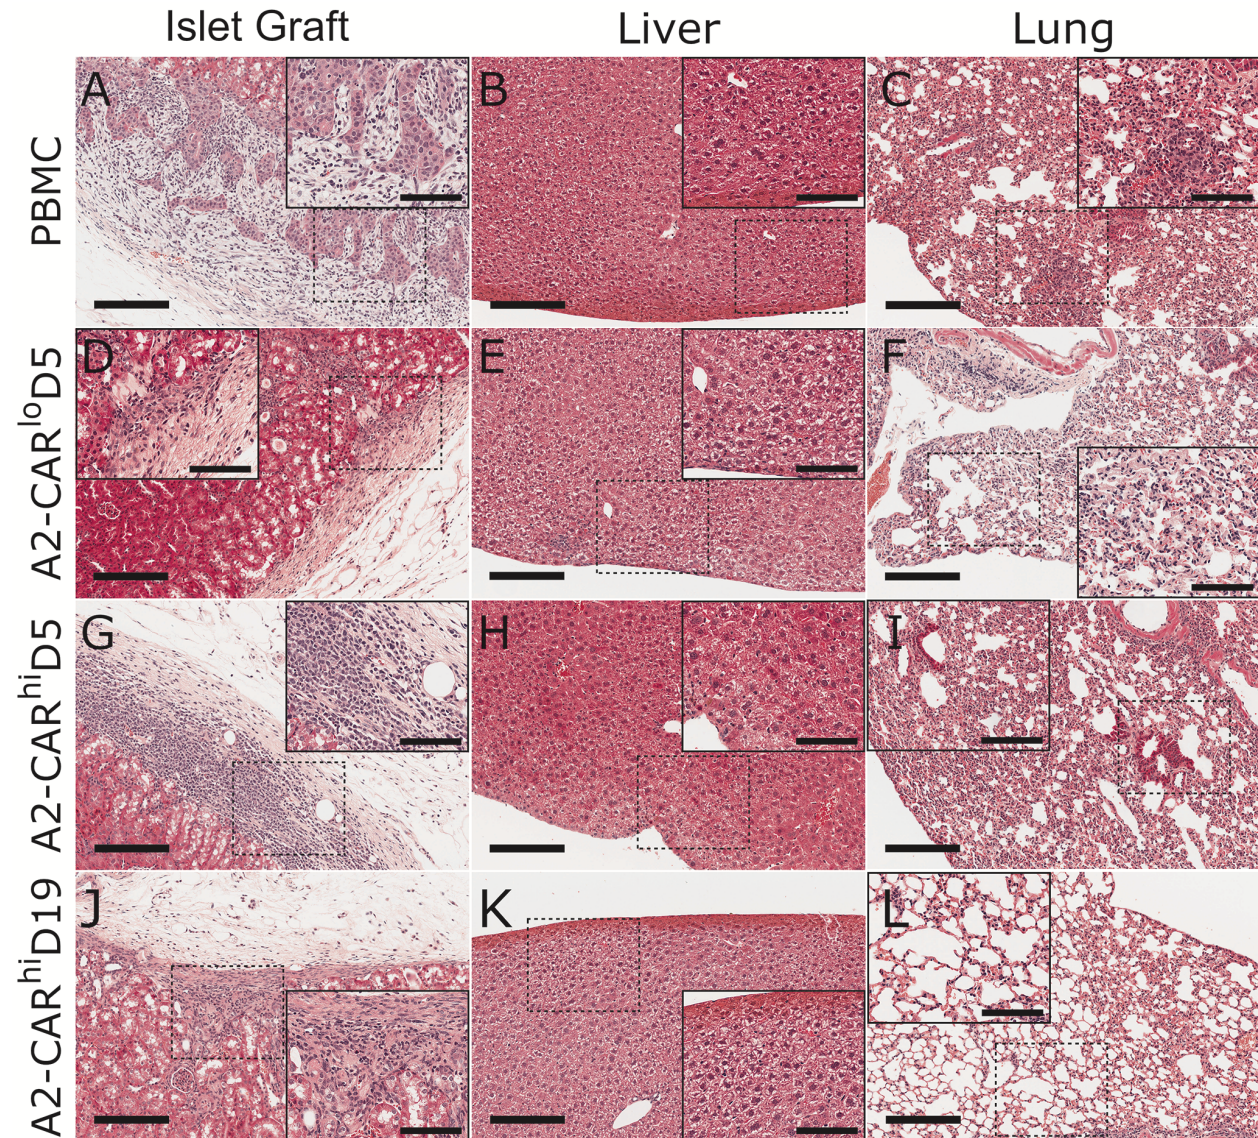 Islet Graft Liver Lung
PBMC
A B C
A2-CARloD5
D E F
A2-CARhiD5
G H I
A2-CARhiD19
J K L